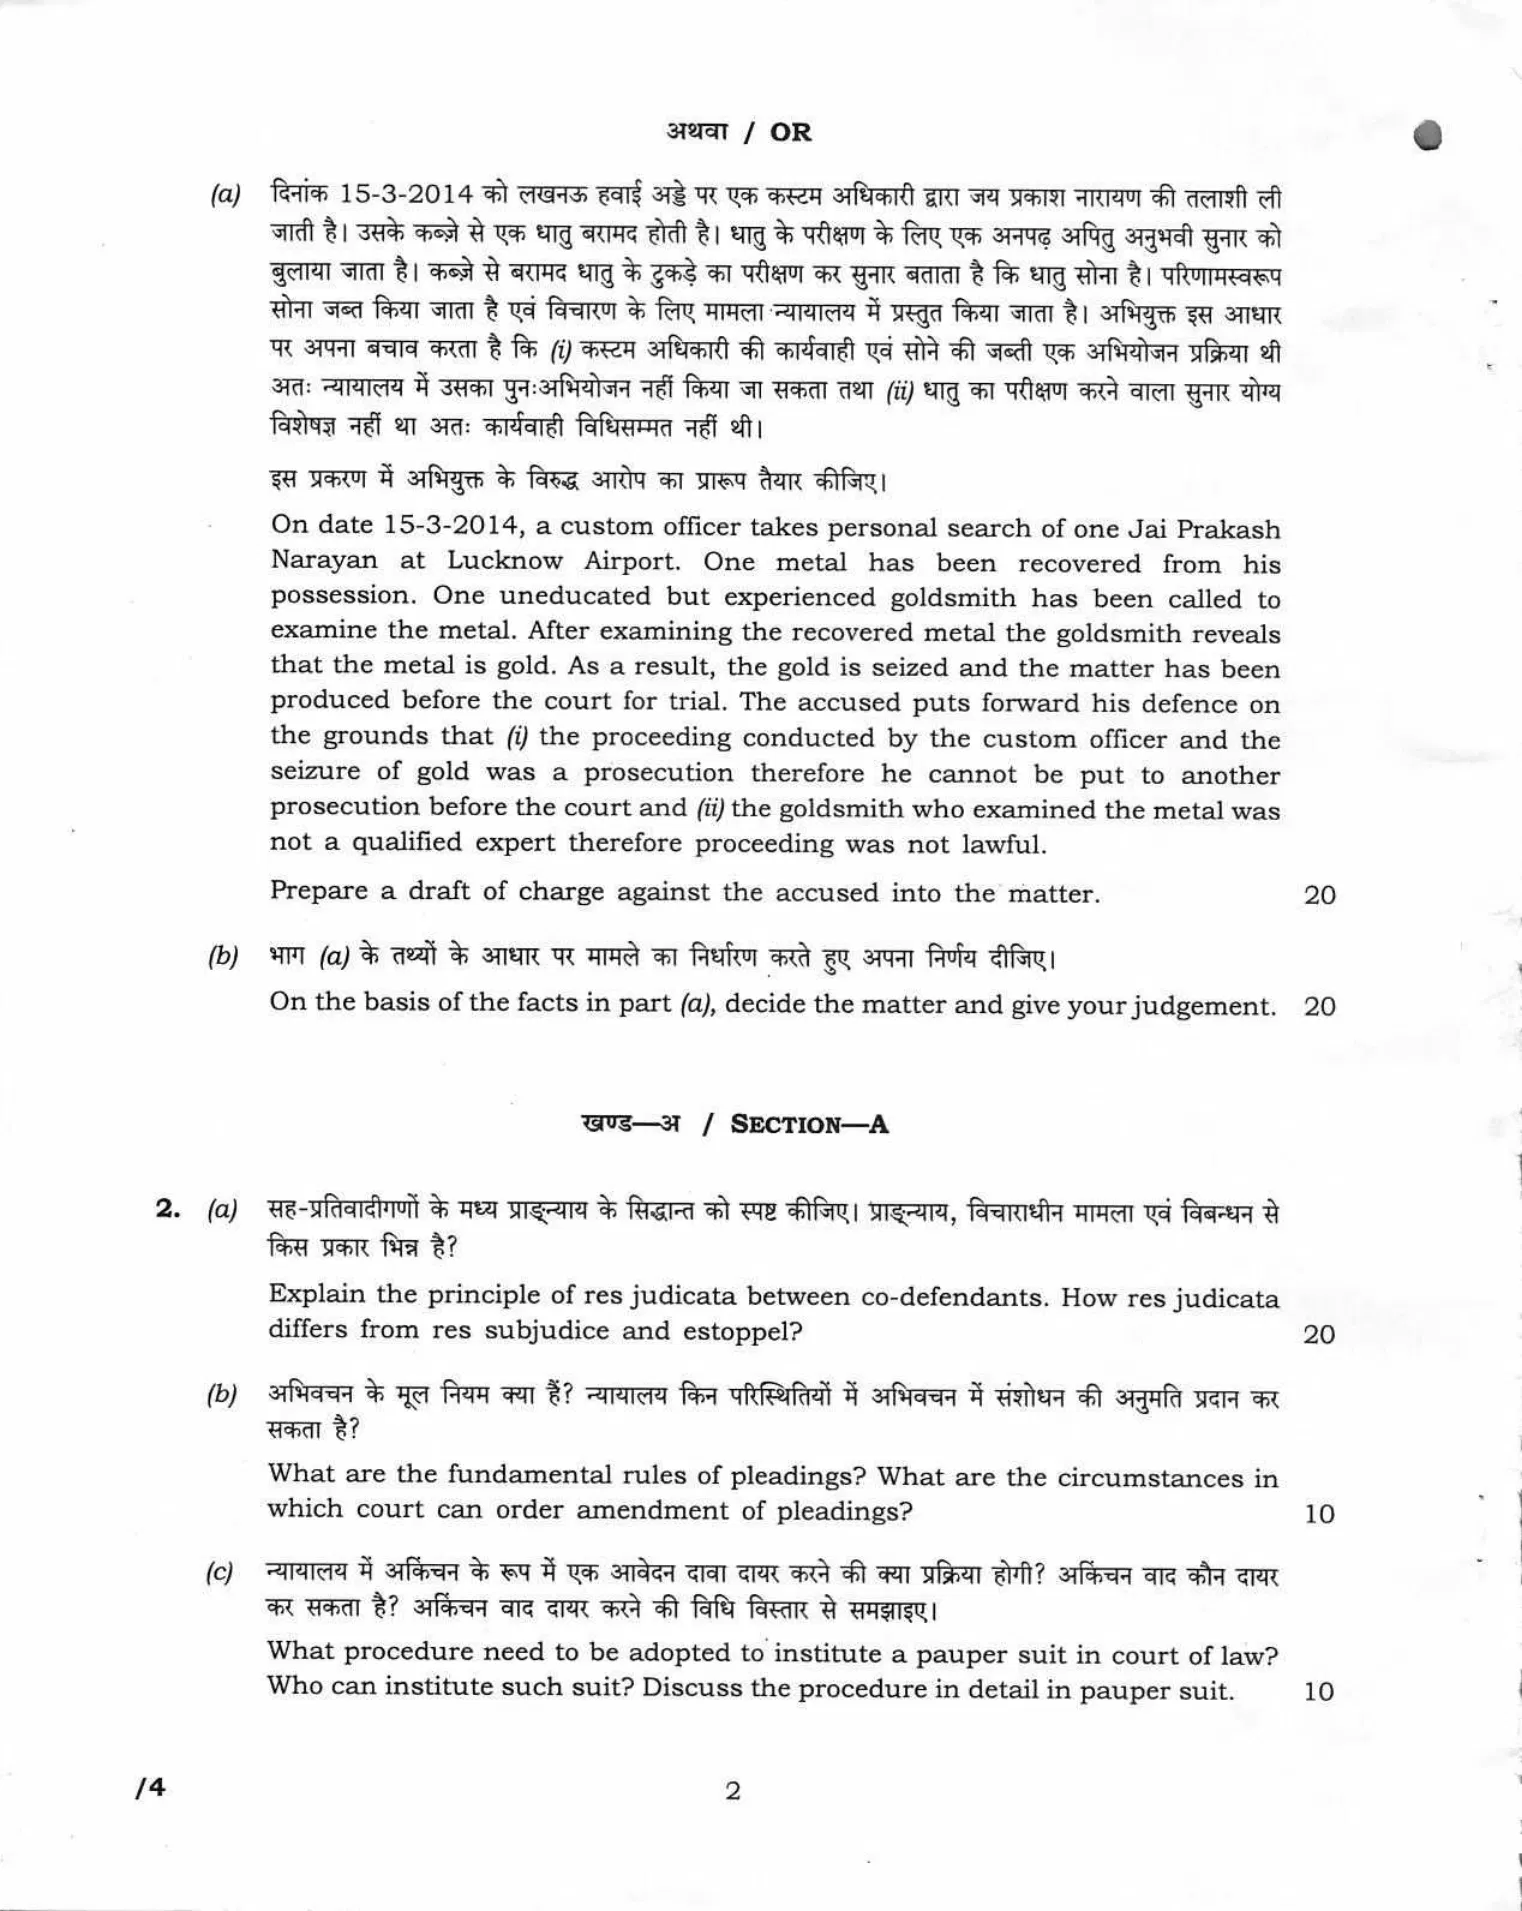 अथवा / OR
(a) दिनांक 15-3-2014 को लखनऊ हवाई अड्डे पर एक कस्टम अधिकारी द्वारा जय प्रकाश नारायण की तलाशी ली
जाती है। उसके कब्ज़े से एक धातु बरामद होती है। धातु के परीक्षण के लिए एक अनपढ़ अपितु अनुभवी सुनार को
बुलाया जाता है। कब्ज़े से बरामद धातु के टुकड़े का परीक्षण कर सुनार बताता है कि धातु सोना है। परिणामस्वरूप
सोना जब्त किया जाता है एवं विचारण के लिए मामला न्यायालय में प्रस्तुत किया जाता है। अभियुक्त इस आधार
पर अपना बचाव करता है कि (i) कस्टम अधिकारी की कार्यवाही एवं सोने की जब्ती एक अभियोजन प्रक्रिया थी
अतः न्यायालय में उसका पुनःअभियोजन नहीं किया जा सकता तथा (ii) धातु का परीक्षण करने वाला सुनार योग्य
विशेषज्ञ नहीं था अतः कार्यवाही विधिसम्मत नहीं थी।
इस प्रकरण में अभियुक्त के विरुद्ध आरोप का प्रारूप तैयार कीजिए।
On date 15-3-2014, a custom officer takes personal search of one Jai Prakash
Narayan at Lucknow Airport. One metal has been recovered from his
possession. One uneducated but experienced goldsmith has been called to
examine the metal. After examining the recovered metal the goldsmith reveals
that the metal is gold. As a result, the gold is seized and the matter has been
produced before the court for trial. The accused puts forward his defence on
the grounds that (i) the proceeding conducted by the custom officer and the
seizure of gold was a prosecution therefore he cannot be put to another
prosecution before the court and (ii) the goldsmith who examined the metal was
not a qualified expert therefore proceeding was not lawful.
Prepare a draft of charge against the accused into the matter. 20
(b) भाग (a) के तथ्यों के आधार पर मामले का निर्धारण करते हुए अपना निर्णय दीजिए।
On the basis of the facts in part (a), decide the matter and give your judgement. 20
खण्ड—अ / SECTION—A
2. (a) सह-प्रतिवादीगणों के मध्य प्राङ्न्याय के सिद्धान्त को स्पष्ट कीजिए। प्राङ्न्याय, विचाराधीन मामला एवं विबन्धन से
किस प्रकार भिन्न है?
Explain the principle of res judicata between co-defendants. How res judicata
differs from res subjudice and estoppel? 20
(b) अभिवचन के मूल नियम क्या हैं? न्यायालय किन परिस्थितियों में अभिवचन में संशोधन की अनुमति प्रदान कर
सकता है?
What are the fundamental rules of pleadings? What are the circumstances in
which court can order amendment of pleadings? 10
(c) न्यायालय में अकिंचन के रूप में एक आवेदन दावा दायर करने की क्या प्रक्रिया होगी? अकिंचन वाद कौन दायर
कर सकता है? अकिंचन वाद दायर करने की विधि विस्तार से समझाइए।
What procedure need to be adopted to institute a pauper suit in court of law?
Who can institute such suit? Discuss the procedure in detail in pauper suit. 10
/4 2